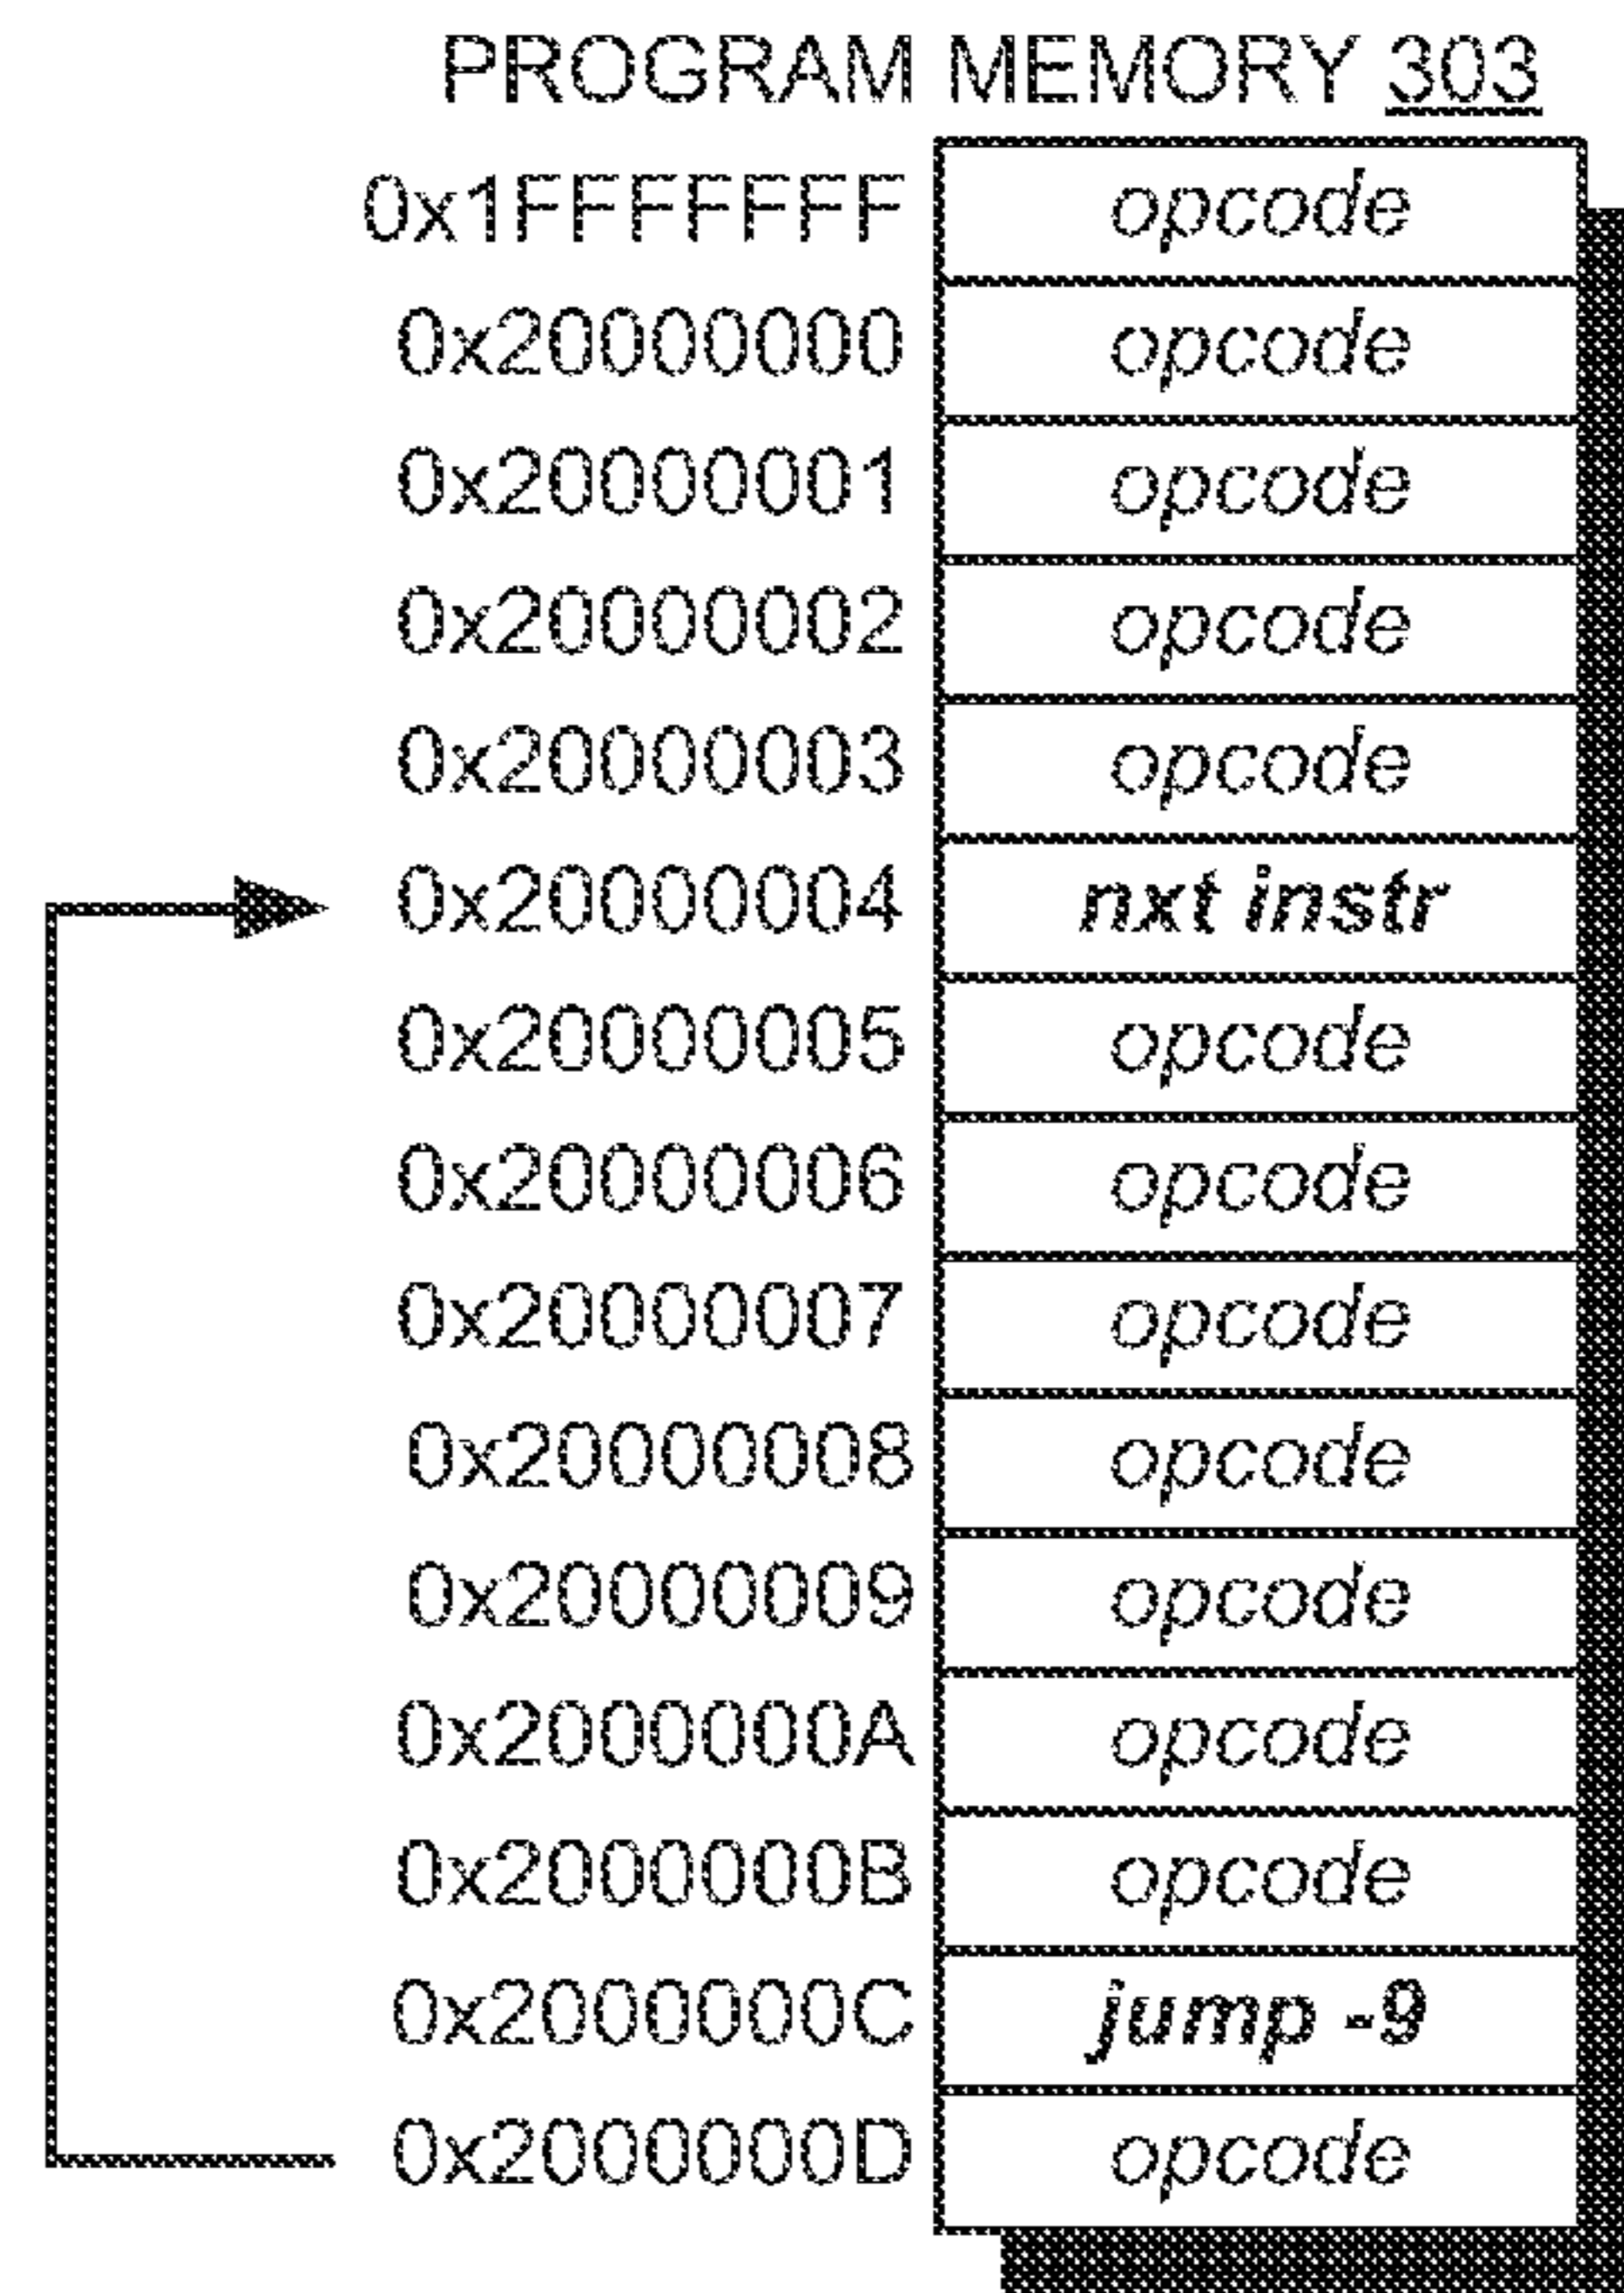 PROGRAM MEMORY 303
0x1FFFFFFF opcode
0x20000000 opcode
0x20000001 opcode
0x20000002 opcode
0x20000003 opcode
0x20000004 nxt instr
0x20000005 opcode
0x20000006 opcode
0x20000007 opcode
0x20000008 opcode
0x20000009 opcode
0x2000000A opcode
0x2000000B opcode
0x2000000C jump -9
0x2000000D opcode